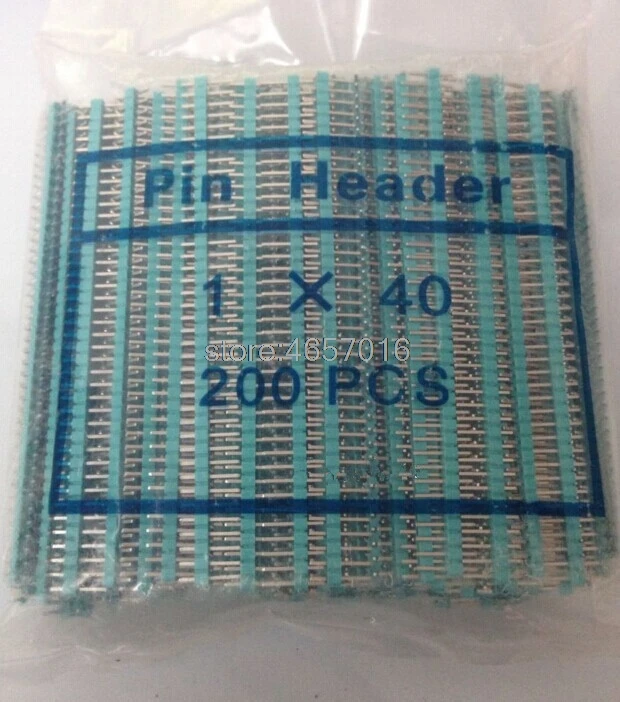 Pin Header
1 X 40
store:4657016
200 PCS